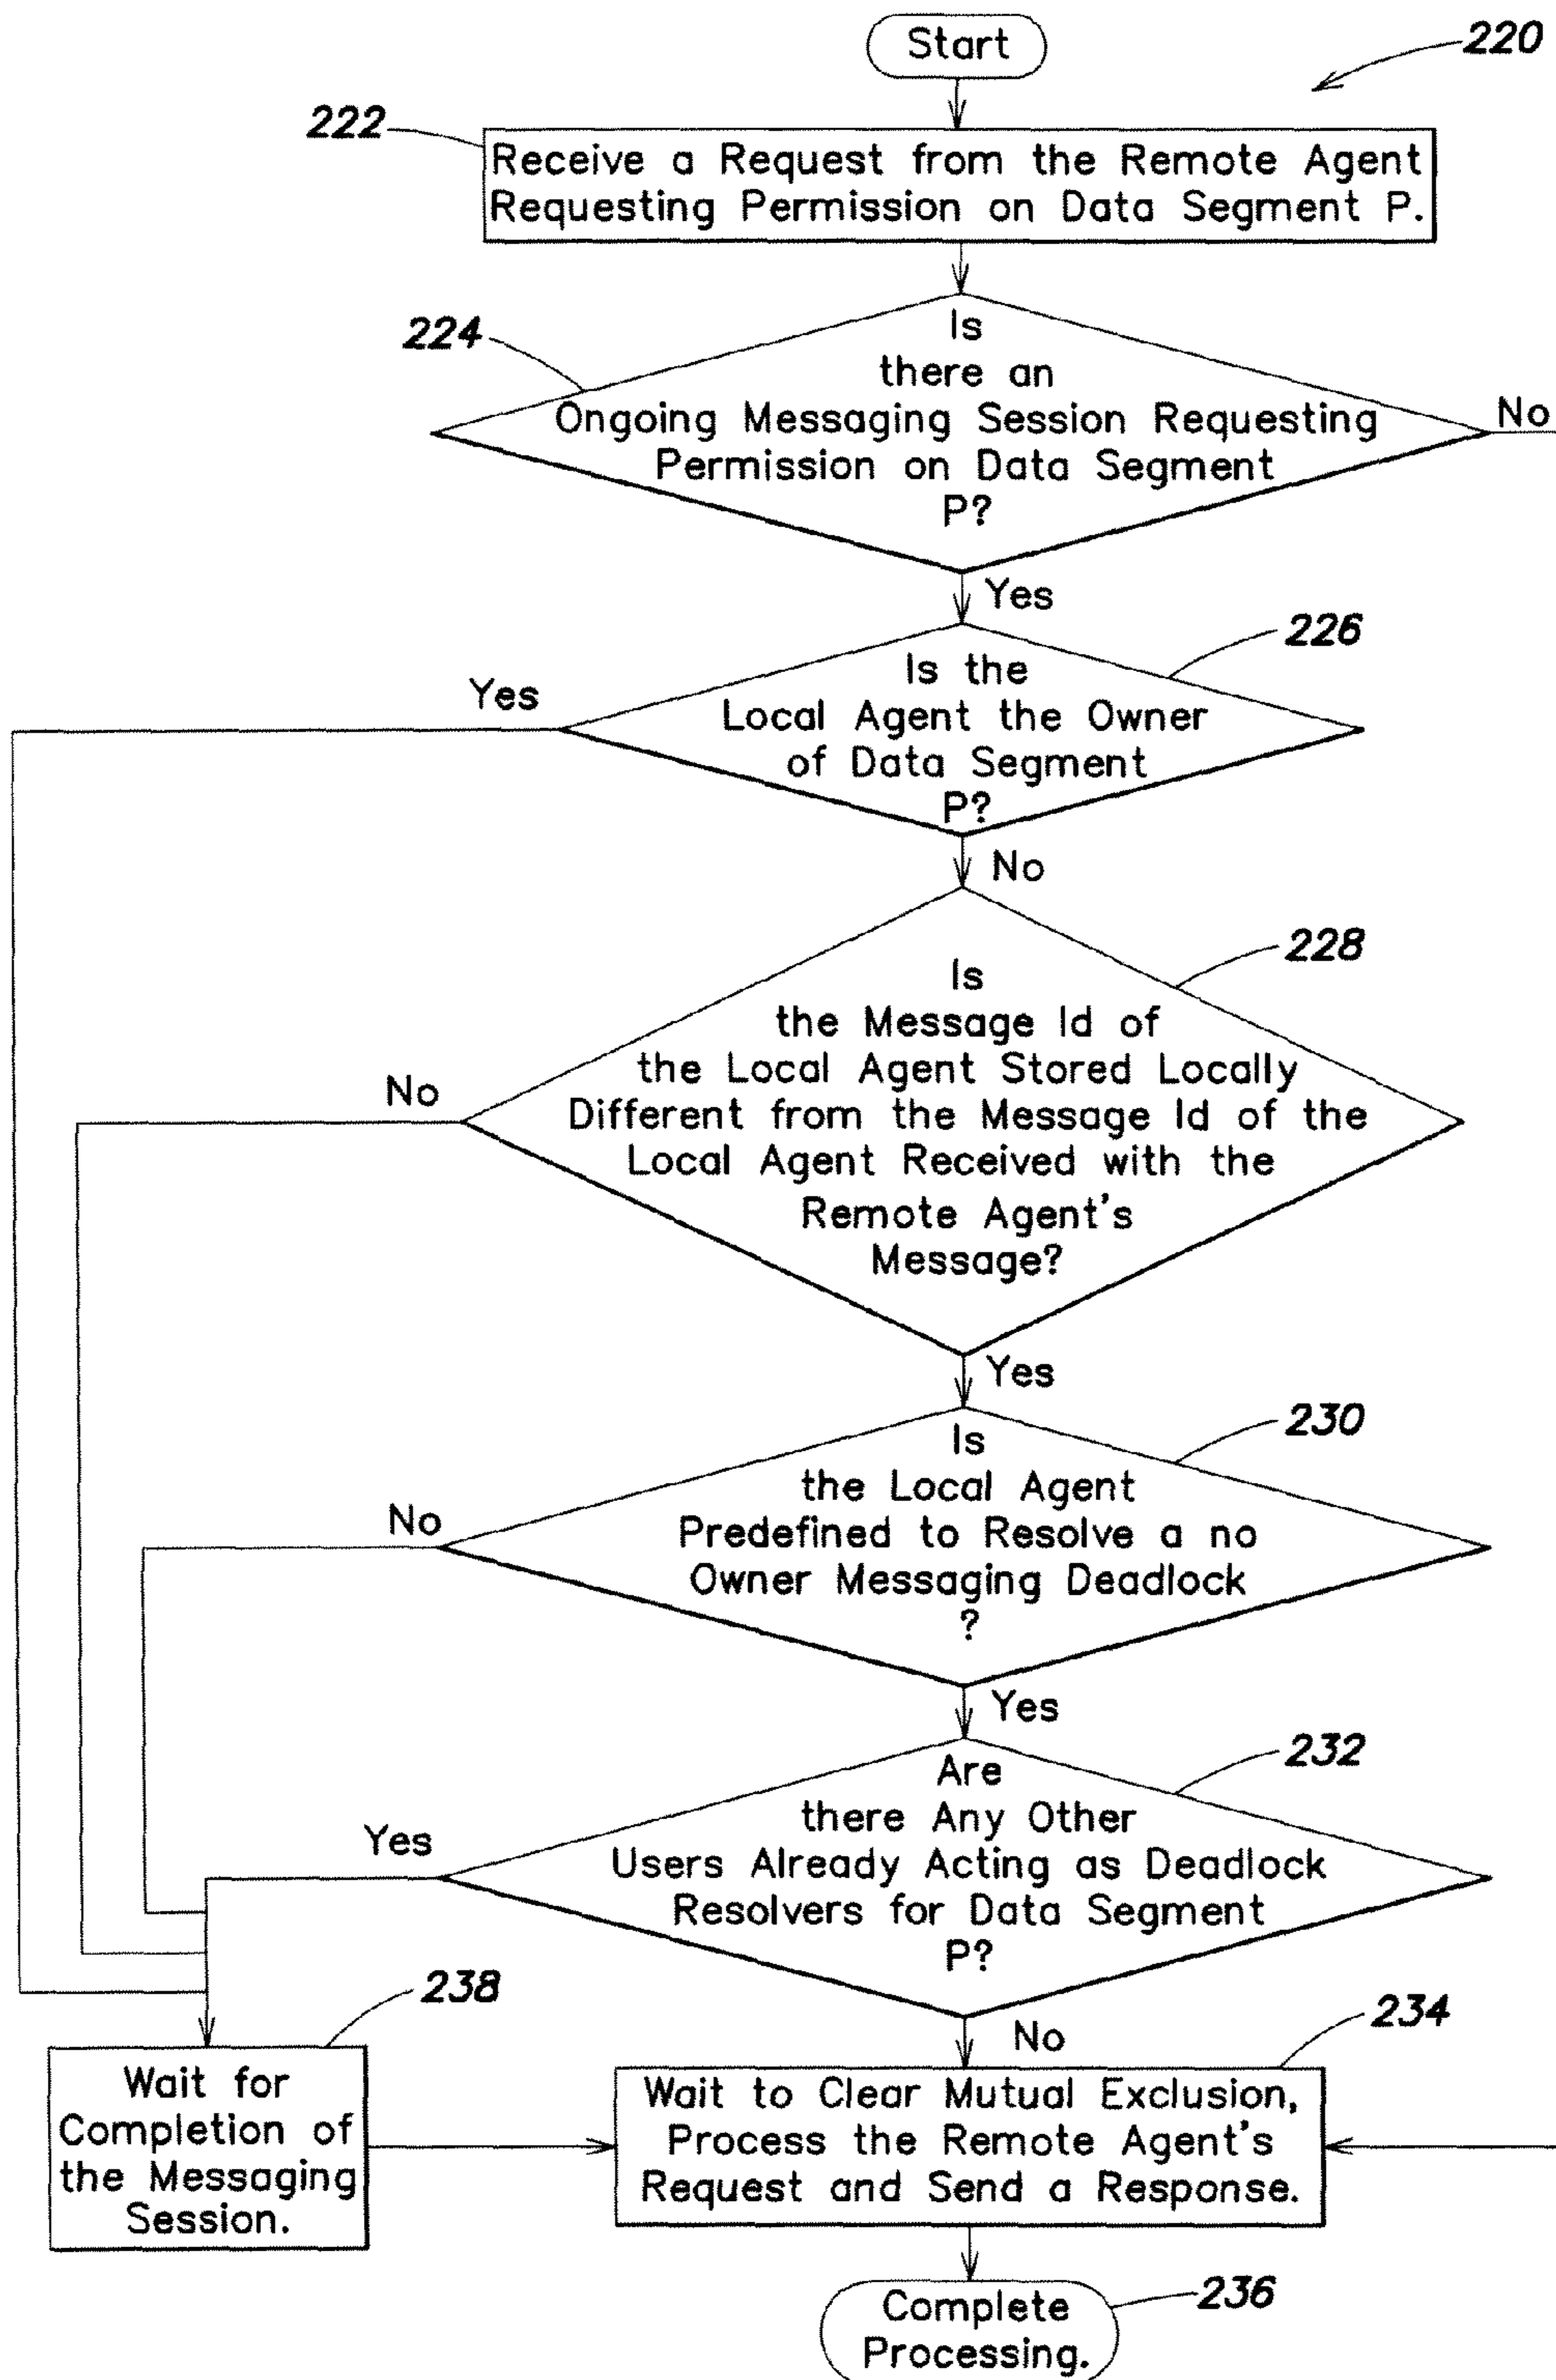 Start
220
222
Receive a Request from the Remote Agent
Requesting Permission on Data Segment P.
224
Is
there an
Ongoing Messaging Session Requesting
Permission on Data Segment
P?
No
Yes
226
Is the
Local Agent the Owner
of Data Segment
P?
Yes
No
228
Is
the Message Id of
the Local Agent Stored Locally
Different from the Message Id of the
Local Agent Received with the
Remote Agent's
Message?
No
Yes
230
Is
the Local Agent
Predefined to Resolve a no
Owner Messaging Deadlock
?
No
Yes
232
Are
there Any Other
Users Already Acting as Deadlock
Resolvers for Data Segment
P?
Yes
No
238
Wait for
Completion of
the Messaging
Session.
234
Wait to Clear Mutual Exclusion,
Process the Remote Agent's
Request and Send a Response.
236
Complete
Processing.